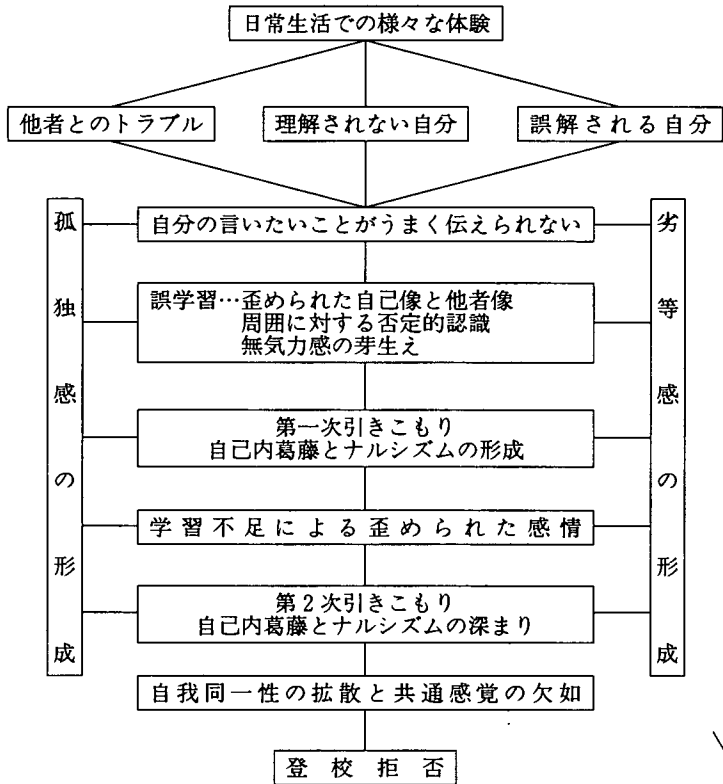 日常生活での様々な体験
他者とのトラブル
理解されない自分
誤解される自分
孤独感の形成
劣等感の形成
自分の言いたいことがうまく伝えられない
誤学習…歪められた自己像と他者像
周囲に対する否定的認識
無気力感の芽生え
第一次引きこもり
自己内葛藤とナルシズムの形成
学習不足による歪められた感情
第2次引きこもり
自己内葛藤とナルシズムの深まり
自我同一性の拡散と共通感覚の欠如
登校拒否